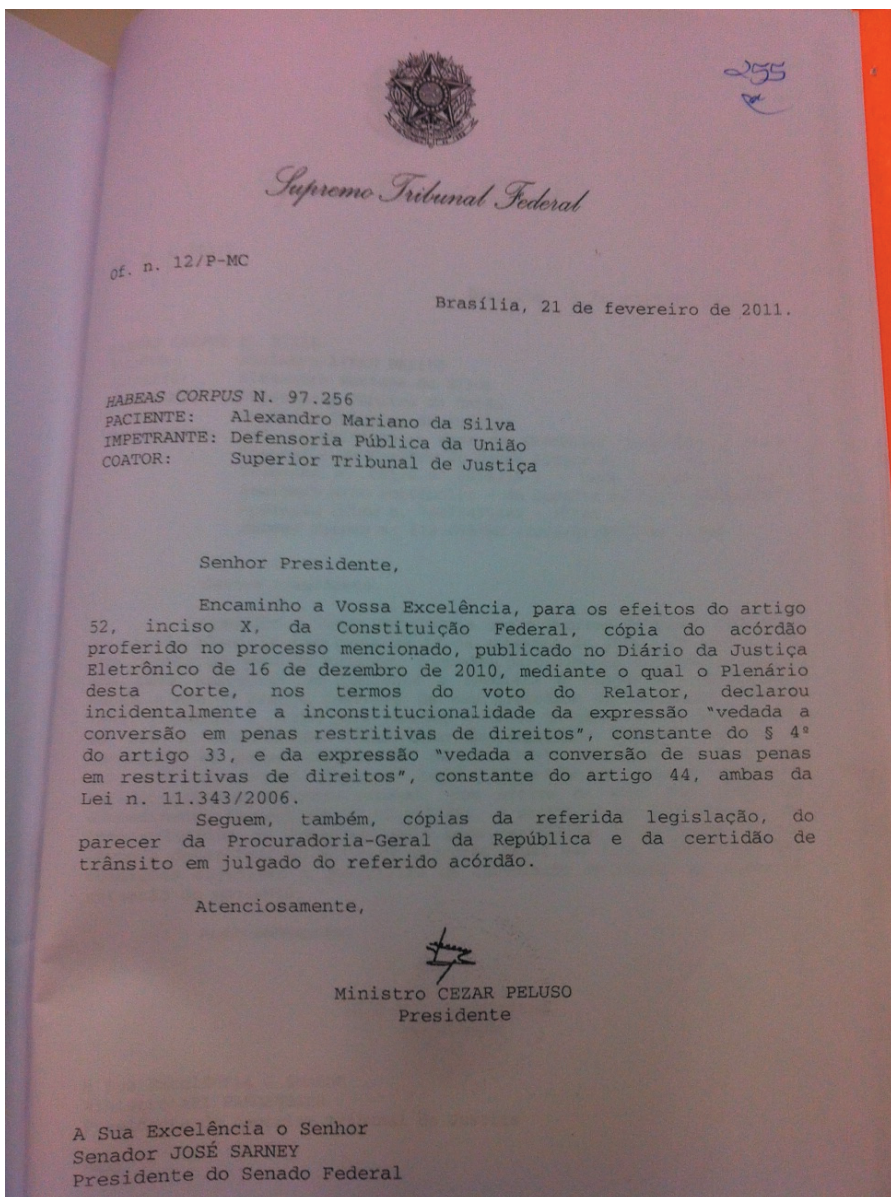 255
Supremo Tribunal Federal
Of. n. 12/P-MC
Brasília, 21 de fevereiro de 2011.
HABEAS CORPUS N. 97.256
PACIENTE: Alexandro Mariano da Silva
IMPETRANTE: Defensoria Pública da União
COATOR: Superior Tribunal de Justiça
Senhor Presidente,
Encaminho a Vossa Excelência, para os efeitos do artigo
52, inciso X, da Constituição Federal, cópia do acórdão
proferido no processo mencionado, publicado no Diário da Justiça
Eletrônico de 16 de dezembro de 2010, mediante o qual o Plenário
desta Corte, nos termos do voto do Relator, declarou
incidentalmente a inconstitucionalidade da expressão "vedada a
conversão em penas restritivas de direitos", constante do § 4º
do artigo 33, e da expressão "vedada a conversão de suas penas
em restritivas de direitos", constante do artigo 44, ambas da
Lei n. 11.343/2006.
Seguem, também, cópias da referida legislação, do
parecer da Procuradoria-Geral da República e da certidão de
trânsito em julgado do referido acórdão.
Atenciosamente,
Ministro CEZAR PELUSO
Presidente
A Sua Excelência o Senhor
Senador JOSÉ SARNEY
Presidente do Senado Federal